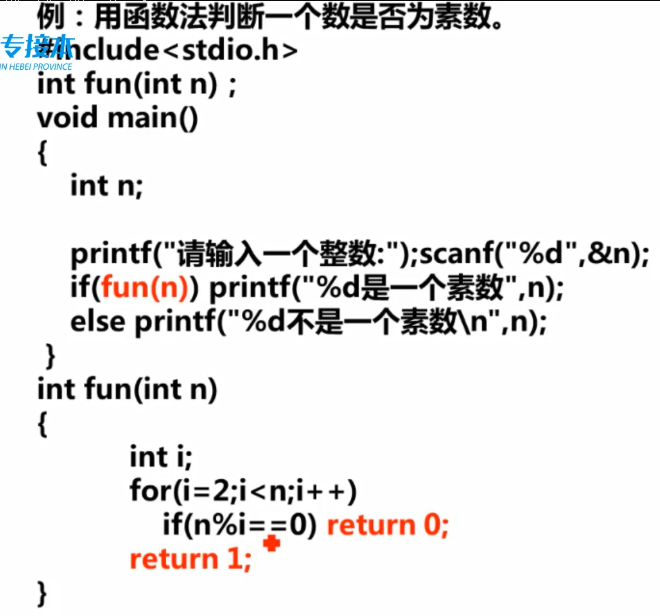 例：用函数法判断一个数是否为素数。
专接本
IN HEBEI PROVINCE
#include<stdio.h>
int fun(int n) ;
void main()
{
int n;
printf("请输入一个整数:");scanf("%d",&n);
if(fun(n)) printf("%d是一个素数",n);
else printf("%d不是一个素数\n",n);
}
int fun(int n)
{
int i;
for(i=2;i<n;i++)
if(n%i==0) return 0;
return 1;
}